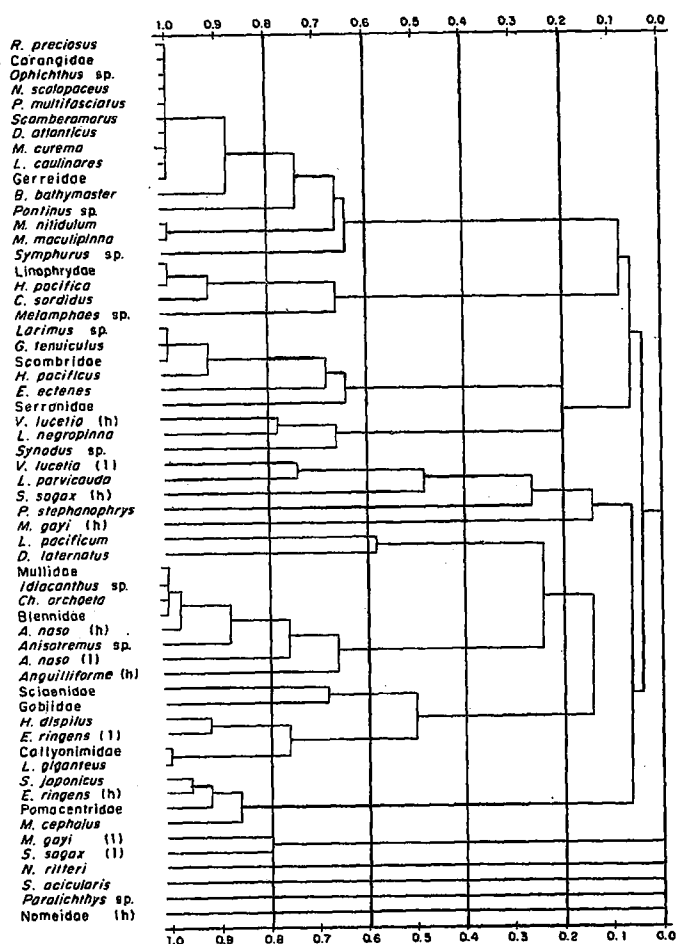 1.0 0.9 0.8 0.7 0.6 0.5 0.4 0.3 0.2 0.1 0.0
R. preciosus
Carangidae
Ophichthus sp.
N. scolopaceus
P. multifasciatus
Scomberomorus
D. atlanticus
M. curema
L. caulinares
Gerreidae
B. bathymaster
Pontinus sp.
M. nitidulum
M. maculipinna
Symphurus sp.
Linophrydae
H. pacifica
C. sordidus
Melamphaes sp.
Larimus sp.
G. tenuiculus
Scombridae
H. pacificus
E. ectenes
Serranidae
V. lucetia (h)
L. negropinna
Synodus sp.
V. lucetia (l)
L. parvicauda
S. sagax (h)
P. stephanophrys
M. gayi (h)
L. pacificum
D. laternatus
Mullidae
Idiacanthus sp.
Ch. archaeta
Blennidae
A. naso (h)
Anisotremus sp.
A. naso (l)
Anguilliforme (h)
Sciaenidae
Gobiidae
H. dispilus
E. ringens (l)
Callyonimidae
L. giganteus
S. japonicus
E. ringens (h)
Pomacentridae
M. cephalus
M. gayi (l)
S. sagax (l)
N. ritteri
S. acicularis
Paralichthys sp.
Nomeidae (h)
1.0 0.9 0.8 0.7 0.6 0.5 0.4 0.3 0.2 0.1 0.0